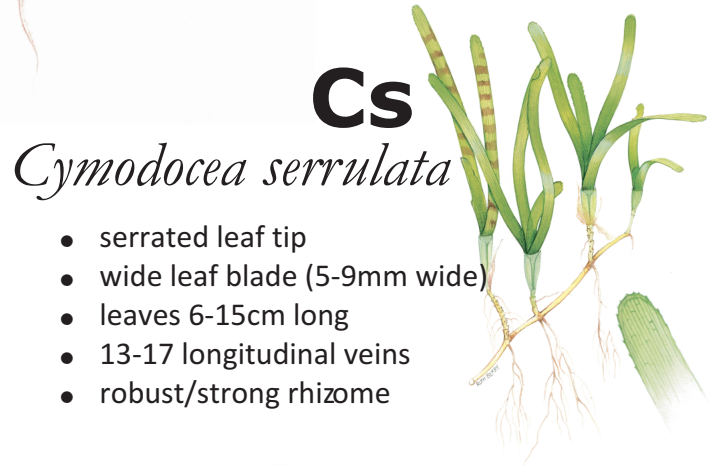 Cs
Cymodocea serrulata
• serrated leaf tip
• wide leaf blade (5-9mm wide)
• leaves 6-15cm long
• 13-17 longitudinal veins
• robust/strong rhizome